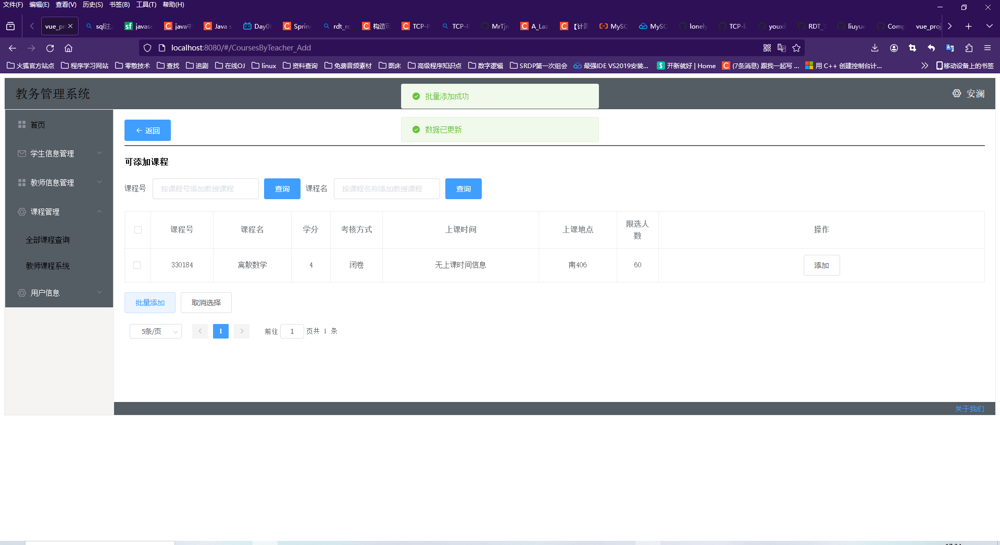 文件(F) 编辑(E) 查看(V) 历史(S) 书签(B) 工具(T) 帮助(H)
vue_pr sql注 javasc java中 Java s Day06 Spring rdt_rc 构造可 TCP-R TCP-R MrTjn A_Laz 【计算 MySQ MySQ lonely TCP-la youxi RDT_T liuyue Comp vue_proj
localhost:8080/#/CoursesByTeacher_Add
火狐官方站点 程序学习网站 零散技术 查找 追剧 在线OJ linux 资料查询 免费音频素材 图床 高级程序知识点 数字逻辑 SRDP第一次组会 最强IDE VS2019安装... 开新就好 | Home (7条消息) 跟我一起写 ... 用 C++ 创建控制台计... 移动设备上的书签
教务管理系统
批量添加成功
安澜
首页
← 返回
数据已更新
学生信息管理
可添加课程
教师信息管理
课程号 按课程号添加教授课程 查询 课程名 按课程名称添加教授课程 查询
课程管理
课程号 课程名 学分 考核方式 上课时间 上课地点 限选人数 操作
全部课程查询
教师课程系统
330184 离散数学 4 闭卷 无上课时间信息 南406 60 添加
用户信息
批量添加 取消选择
5条/页 1 前往 1 页共 1 条
关于我们